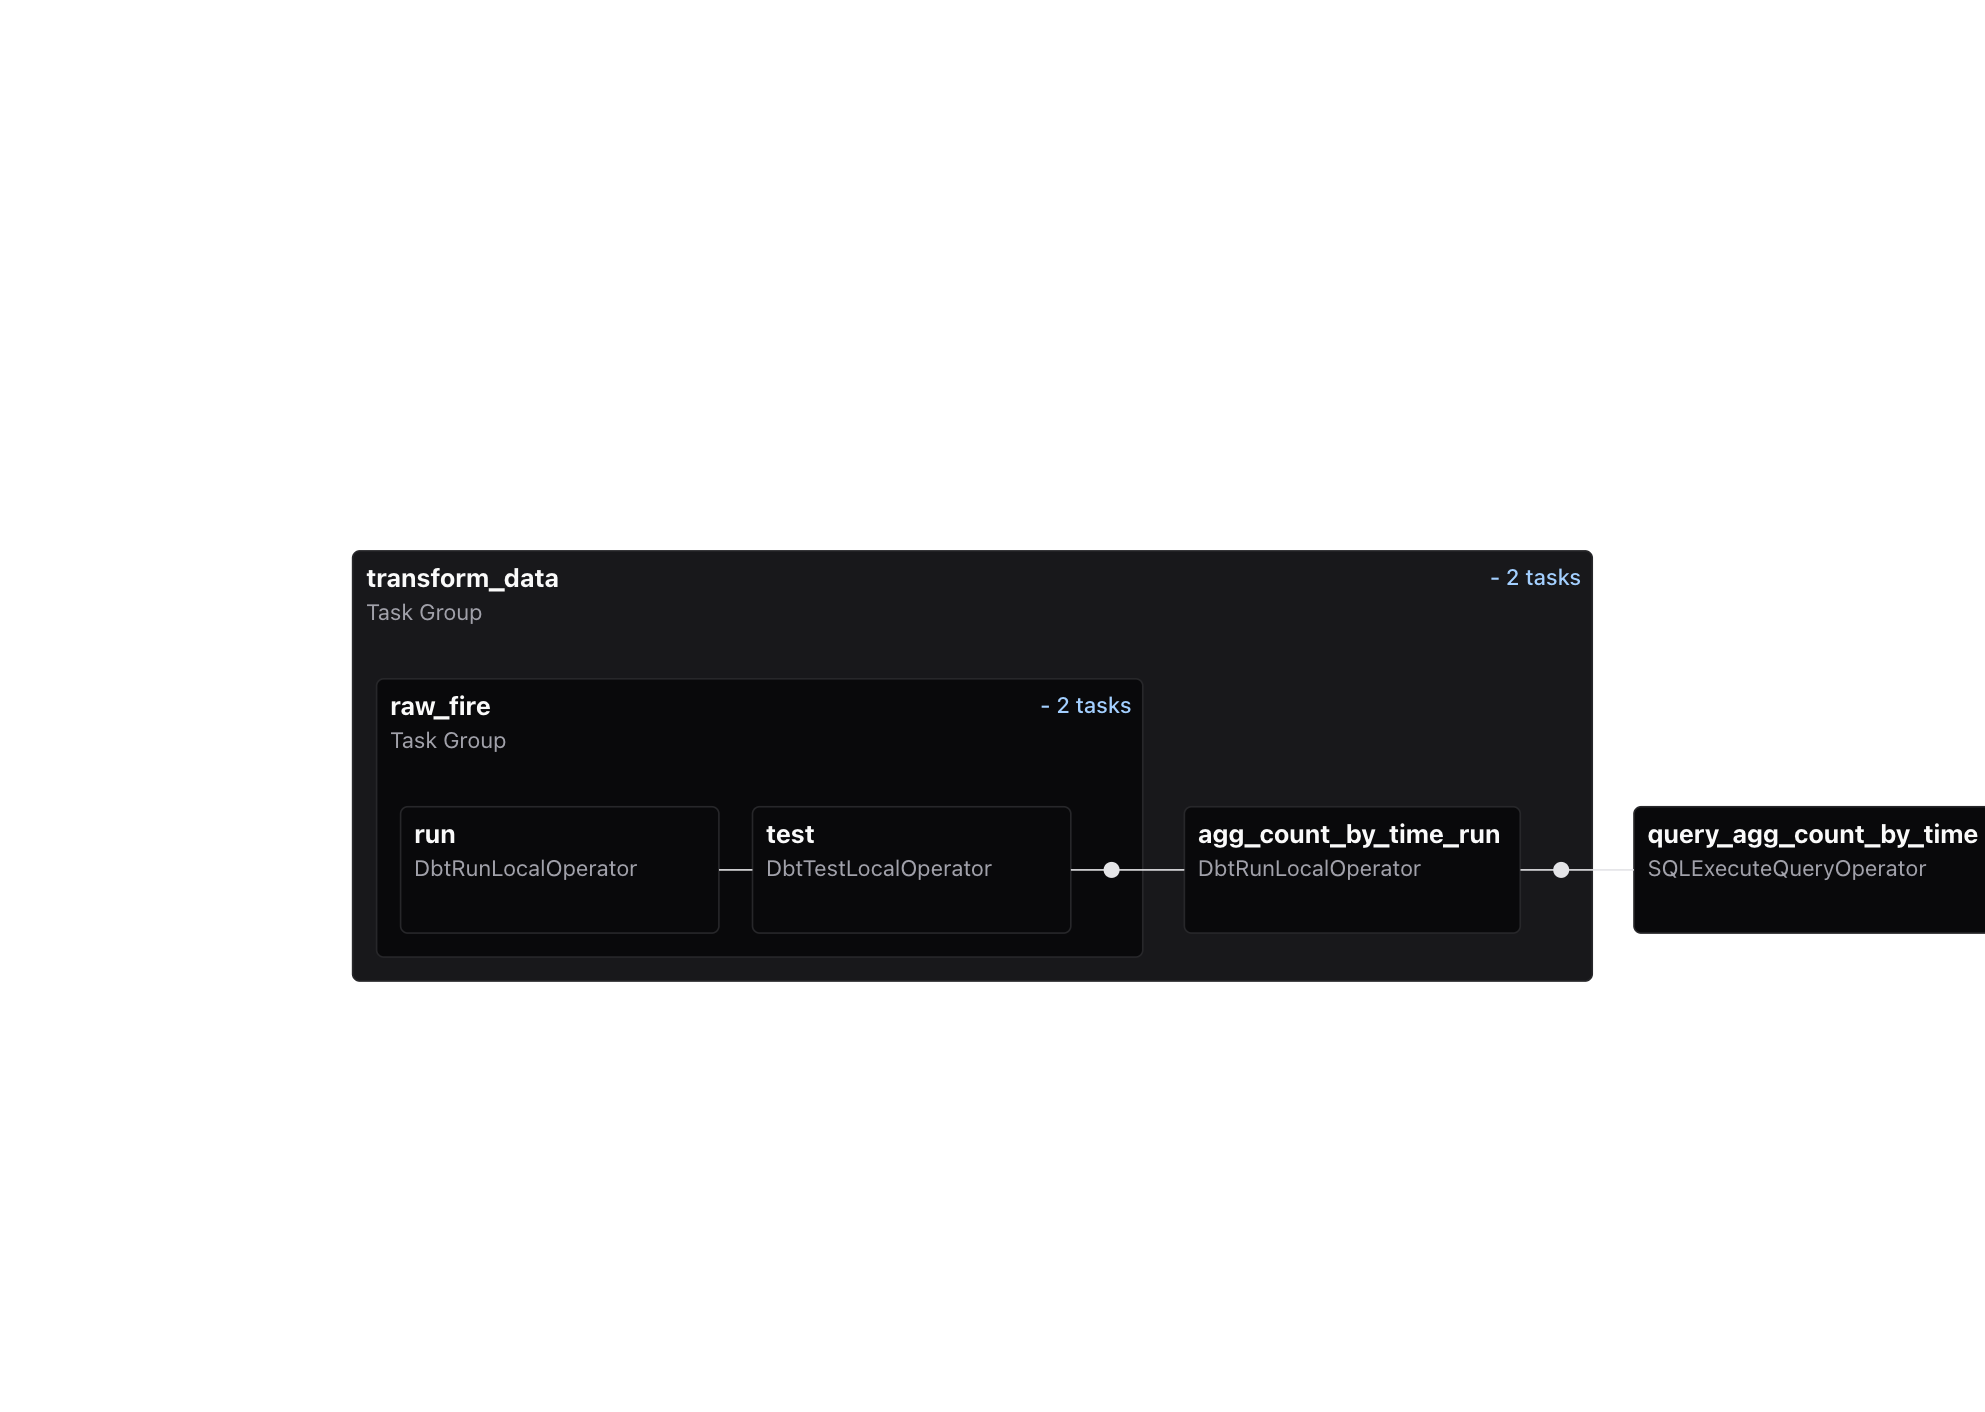 transform_data
- 2 tasks
Task Group
raw_fire
- 2 tasks
Task Group
run
DbtRunLocalOperator
test
DbtTestLocalOperator
agg_count_by_time_run
DbtRunLocalOperator
query_agg_count_by_time
SQLExecuteQueryOperator